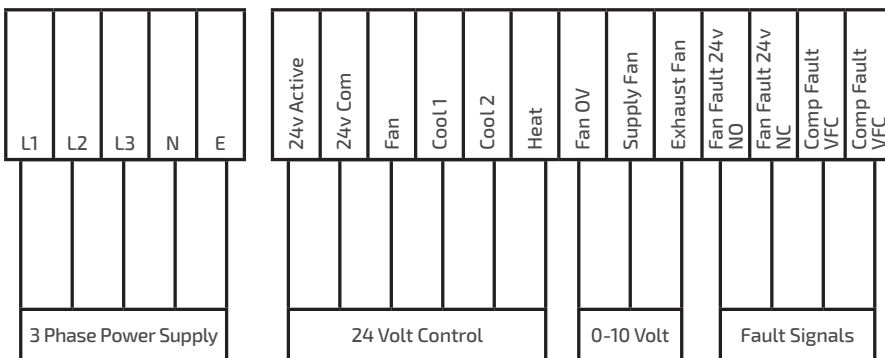 L1
L2
L3
N
E
24v Active
24v Com
Fan
Cool 1
Cool 2
Heat
Fan 0V
Supply Fan
Exhaust Fan
Fan Fault 24v
NO
Fan Fault 24v
NC
Comp Fault
VFC
Comp Fault
VFC
3 Phase Power Supply
24 Volt Control
0-10 Volt
Fault Signals